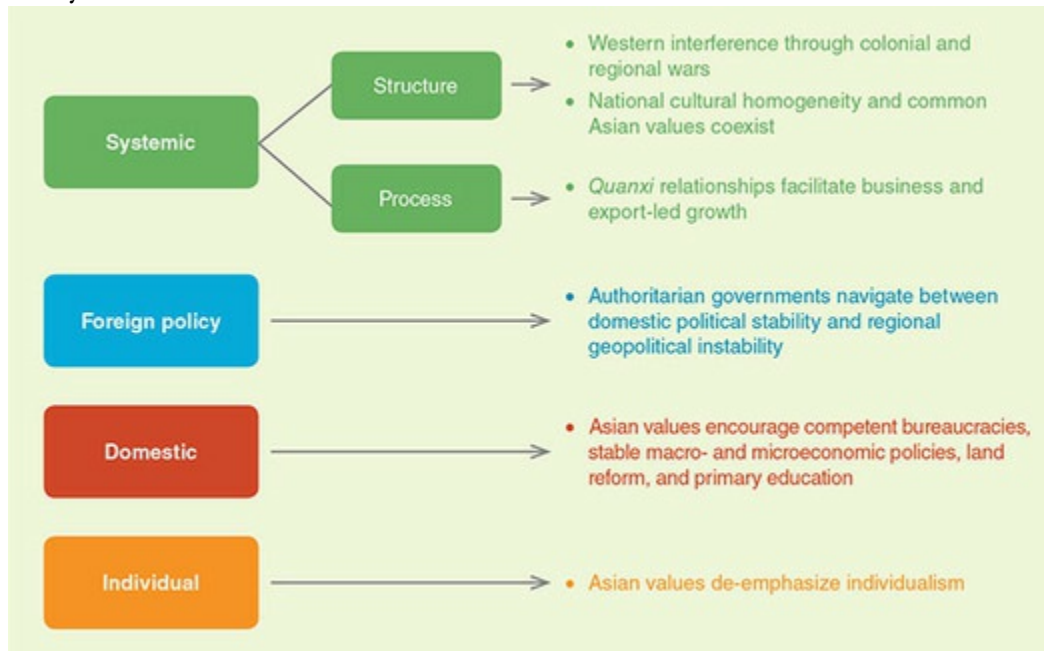 Systemic
Structure
• Western interference through colonial and
regional wars
• National cultural homogeneity and common
Asian values coexist
Process
• Quanxi relationships facilitate business and
export-led growth
Foreign policy
• Authoritarian governments navigate between
domestic political stability and regional
geopolitical instability
Domestic
• Asian values encourage competent bureaucracies,
stable macro- and microeconomic policies, land
reform, and primary education
Individual
• Asian values de-emphasize individualism